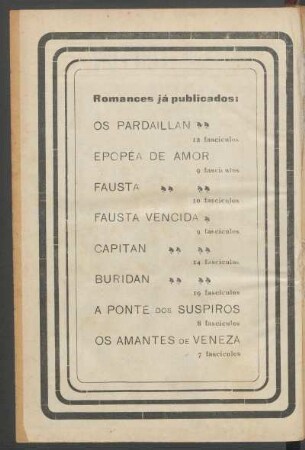 Romances já publicados:
OS PARDAILLAN
12 fasciculos
EPOPÉA DE AMOR
9 fasciculos
FAUSTA
10 fasciculos
FAUSTA VENCIDA
9 fasciculos
CAPITAN
14 fasciculos
BURIDAN
19 fasciculos
A PONTE DOS SUSPIROS
8 fasciculos
OS AMANTES DE VENEZA
7 fasciculos